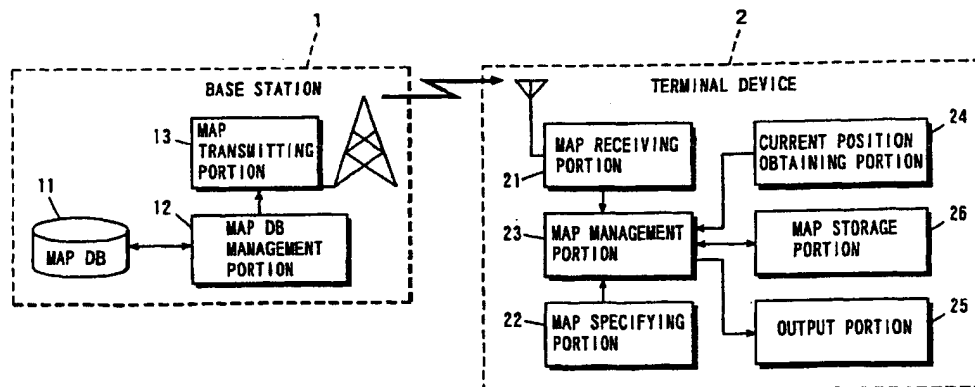 1
BASE STATION
13
MAP
TRANSMITTING
PORTION
11
MAP DB
12
MAP DB
MANAGEMENT
PORTION
2
TERMINAL DEVICE
MAP RECEIVING
PORTION
21
24
CURRENT POSITION
OBTAINING PORTION
23
MAP MANAGEMENT
PORTION
26
MAP STORAGE
PORTION
22
MAP SPECIFYING
PORTION
25
OUTPUT PORTION